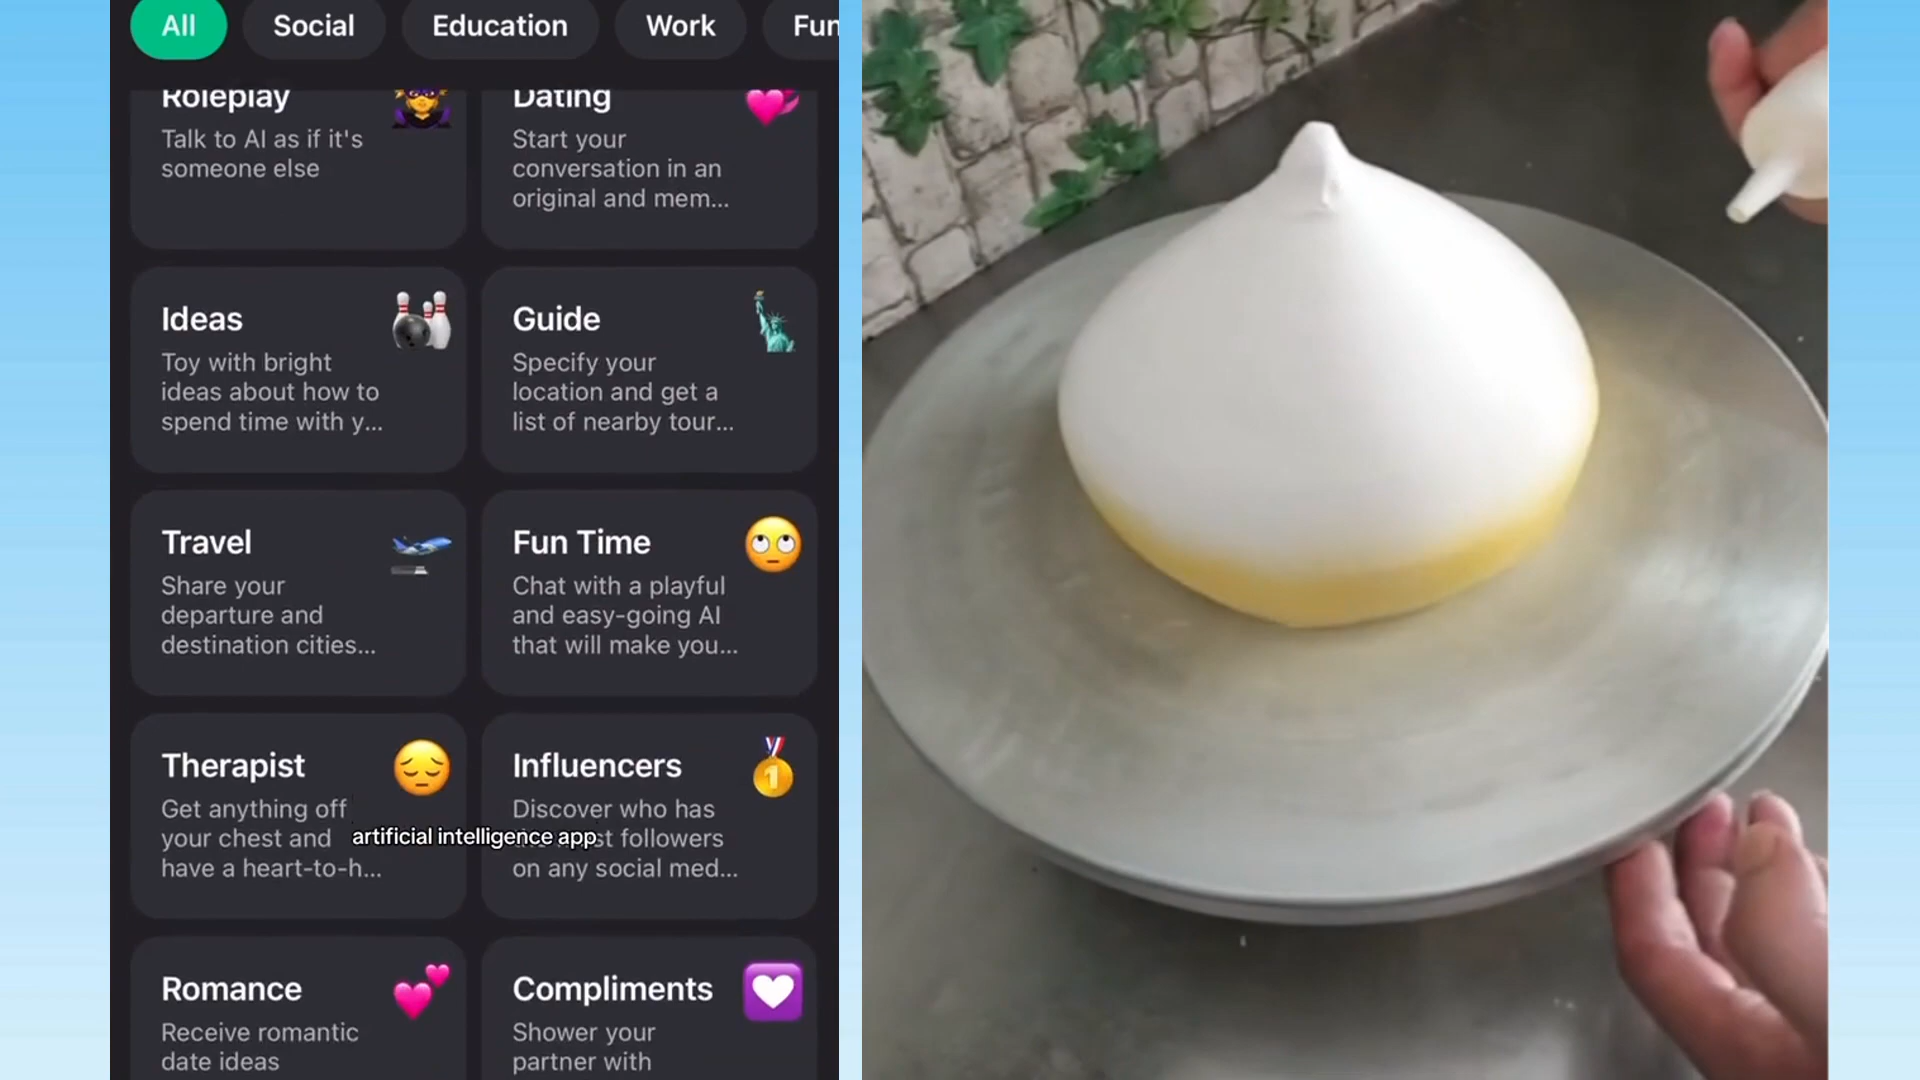 All
Social
Education
Work
Fun
Roleplay
Talk to AI as if it's
someone else
Dating
Start your
conversation in an
original and mem...
Ideas
Toy with bright
ideas about how to
spend time with y...
Guide
Specify your
location and get a
list of nearby tour...
Travel
Share your
departure and
destination cities...
Fun Time
Chat with a playful
and easy-going AI
that will make you...
Therapist
Get anything off
your chest and
have a heart-to-h...
Influencers
Discover who has
followers
on any social med...
artificial intelligence app
Romance
Receive romantic
date ideas
Compliments
Shower your
partner with
1